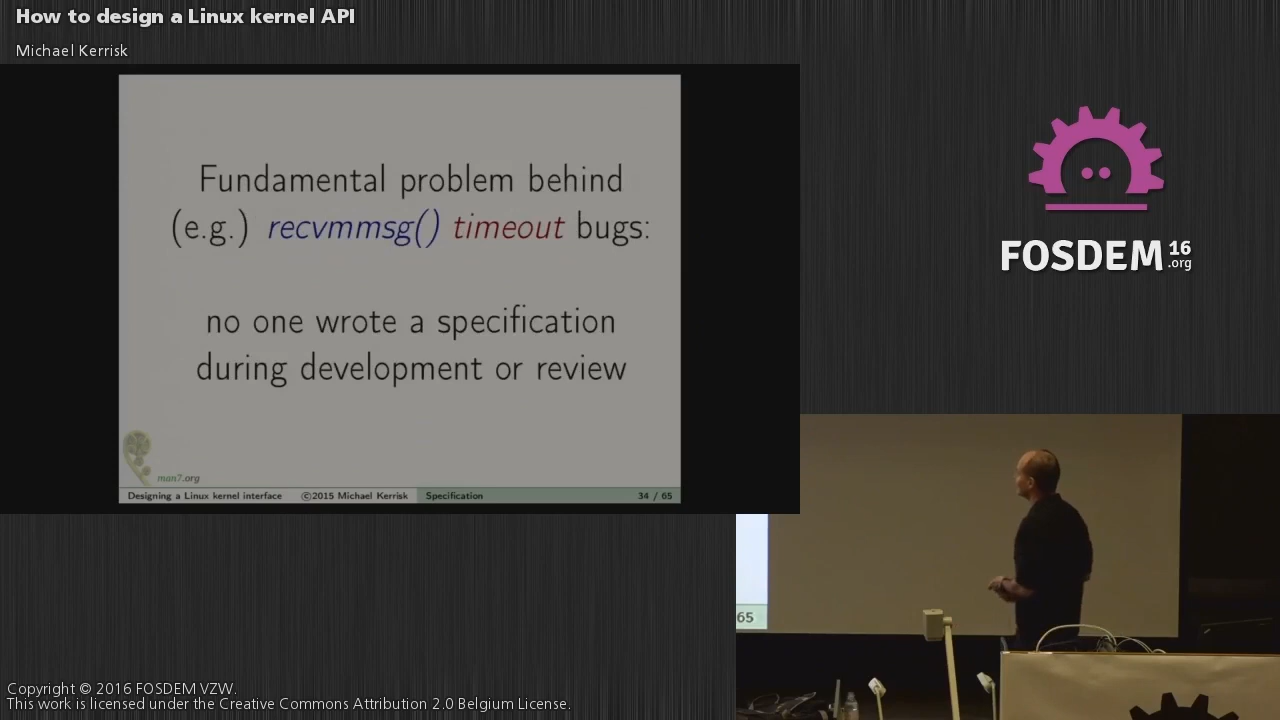 How to design a Linux kernel API
Michael Kerrisk
Fundamental problem behind
(e.g.) recvmmsg() timeout bugs:
no one wrote a specification
during development or review
man7.org
Designing a Linux kernel interface ©2015 Michael Kerrisk Specification 34 / 65
FOSDEM 16 .org
65
Copyright © 2016 FOSDEM VZW.
This work is licensed under the Creative Commons Attribution 2.0 Belgium License.